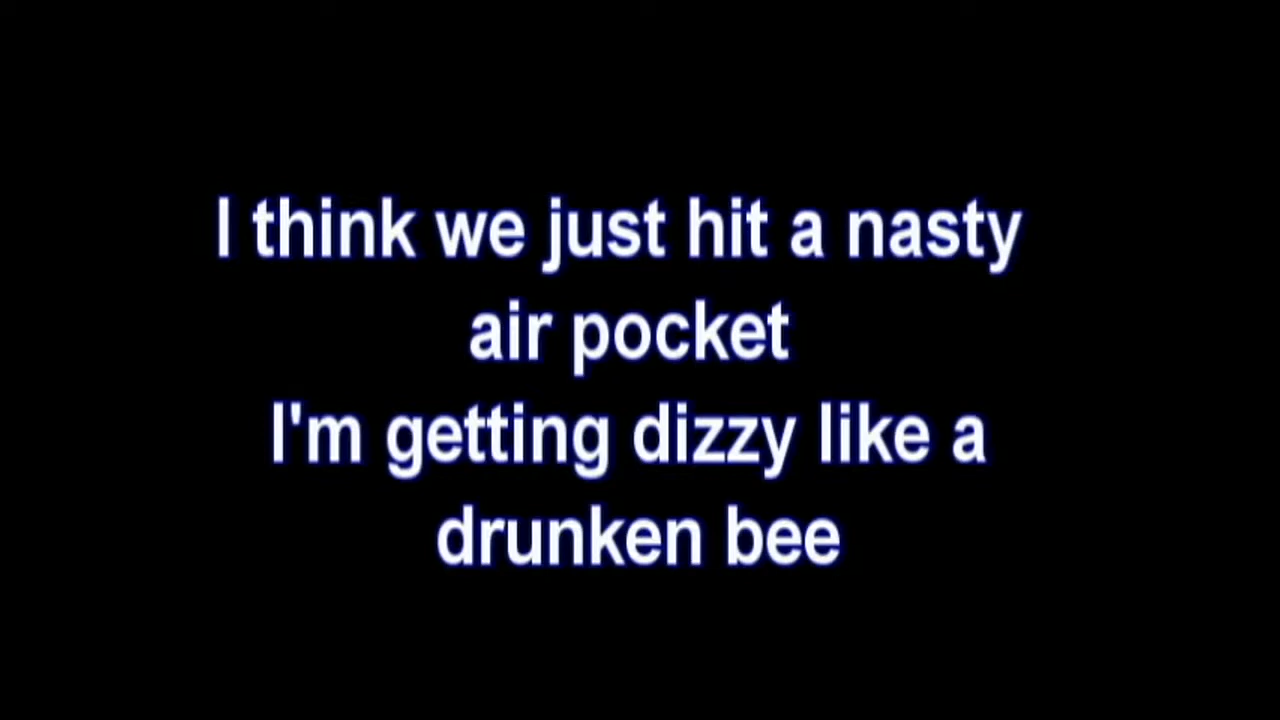 I think we just hit a nasty
air pocket
I'm getting dizzy like a
drunken bee